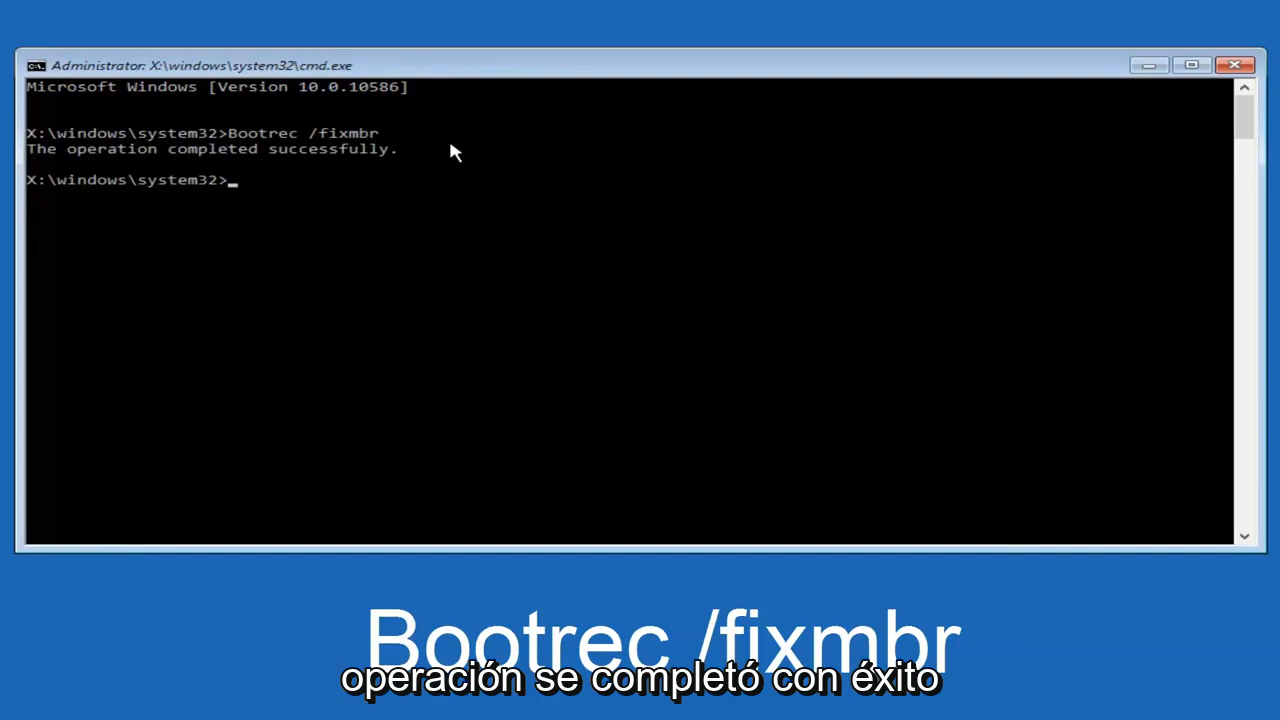 Administrator: X:\windows\system32\cmd.exe
Microsoft Windows [Version 10.0.10586]
X:\windows\system32>Bootrec /fixmbr
The operation completed successfully.
X:\windows\system32>
Bootrec /fixmbr
operación se completó con éxito